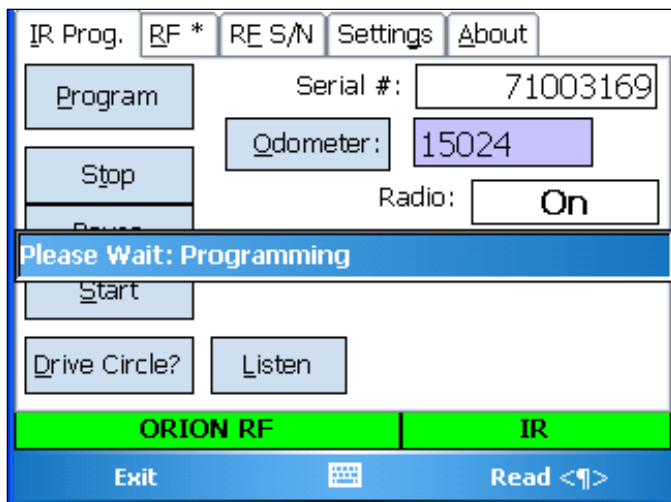 IR Prog. RF * RF S/N Settings About
Program Serial #: 71003169
Odometer: 15024
Stop
Radio: On
Please Wait: Programming
Start
Drive Circle? Listen
ORION RF IR
Exit Read <¶>